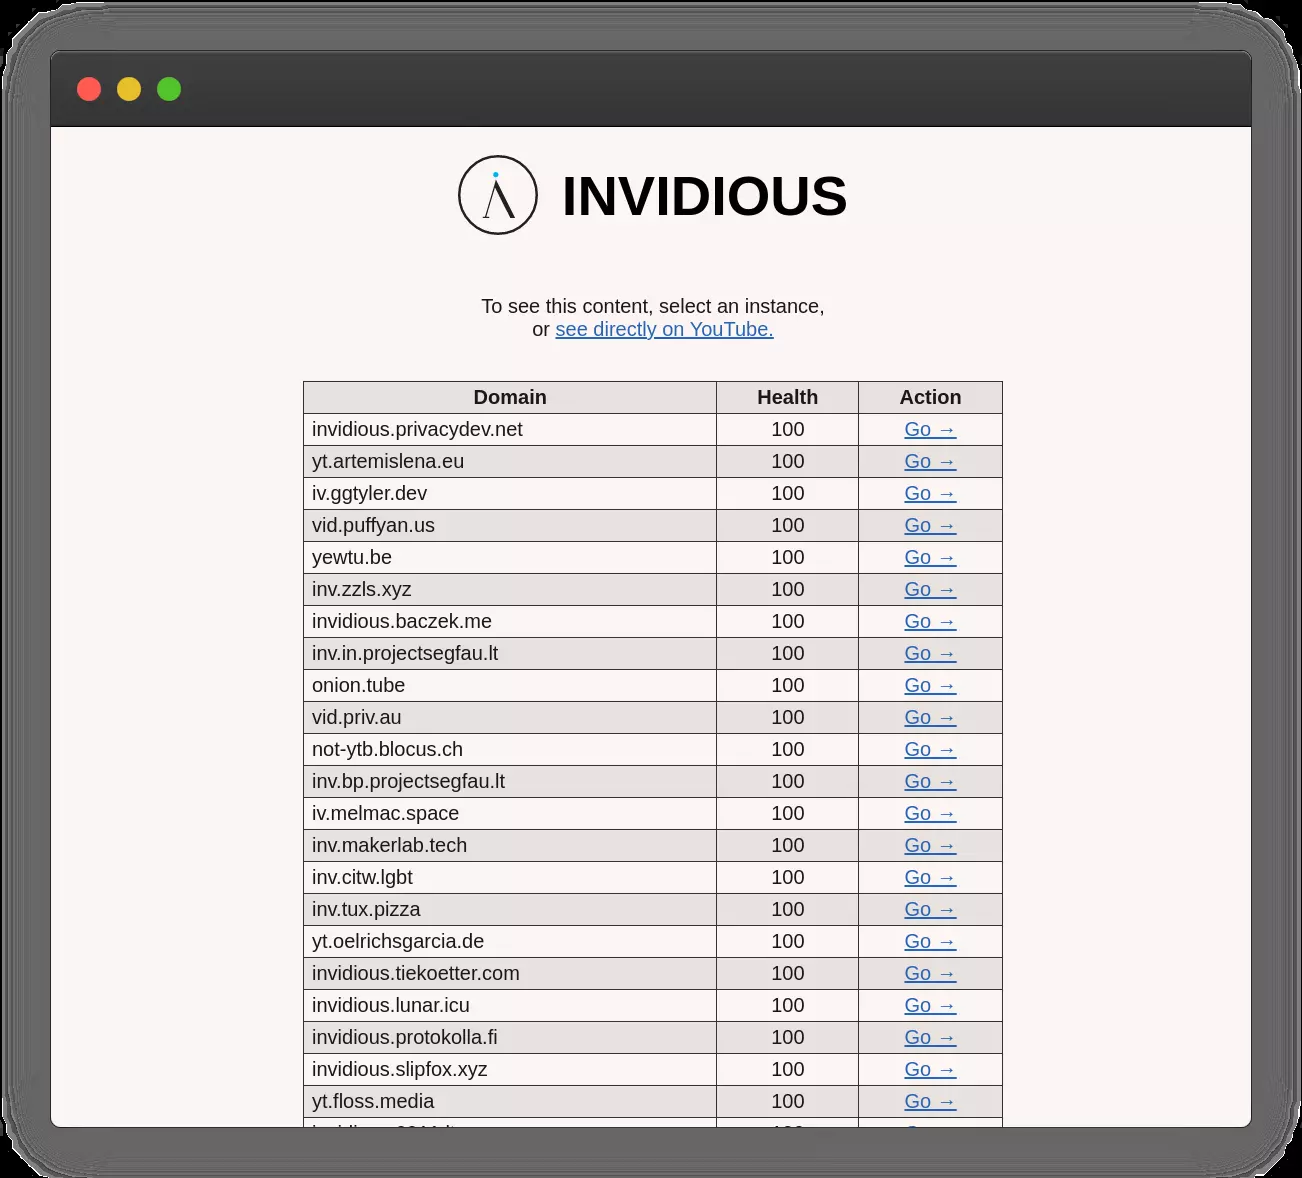 INVIDIOUS
To see this content, select an instance,
or see directly on YouTube.
Domain Health Action
invidious.privacydev.net 100 Go →
yt.artemislena.eu 100 Go →
iv.ggtyler.dev 100 Go →
vid.puffyan.us 100 Go →
yewtu.be 100 Go →
inv.zzls.xyz 100 Go →
invidious.baczek.me 100 Go →
inv.in.projectsegfau.lt 100 Go →
onion.tube 100 Go →
vid.priv.au 100 Go →
not-ytb.blocus.ch 100 Go →
inv.bp.projectsegfau.lt 100 Go →
iv.melmac.space 100 Go →
inv.makerlab.tech 100 Go →
inv.citw.lgbt 100 Go →
inv.tux.pizza 100 Go →
yt.oelrichsgarcia.de 100 Go →
invidious.tiekoetter.com 100 Go →
invidious.lunar.icu 100 Go →
invidious.protokolla.fi 100 Go →
invidious.slipfox.xyz 100 Go →
yt.floss.media 100 Go →